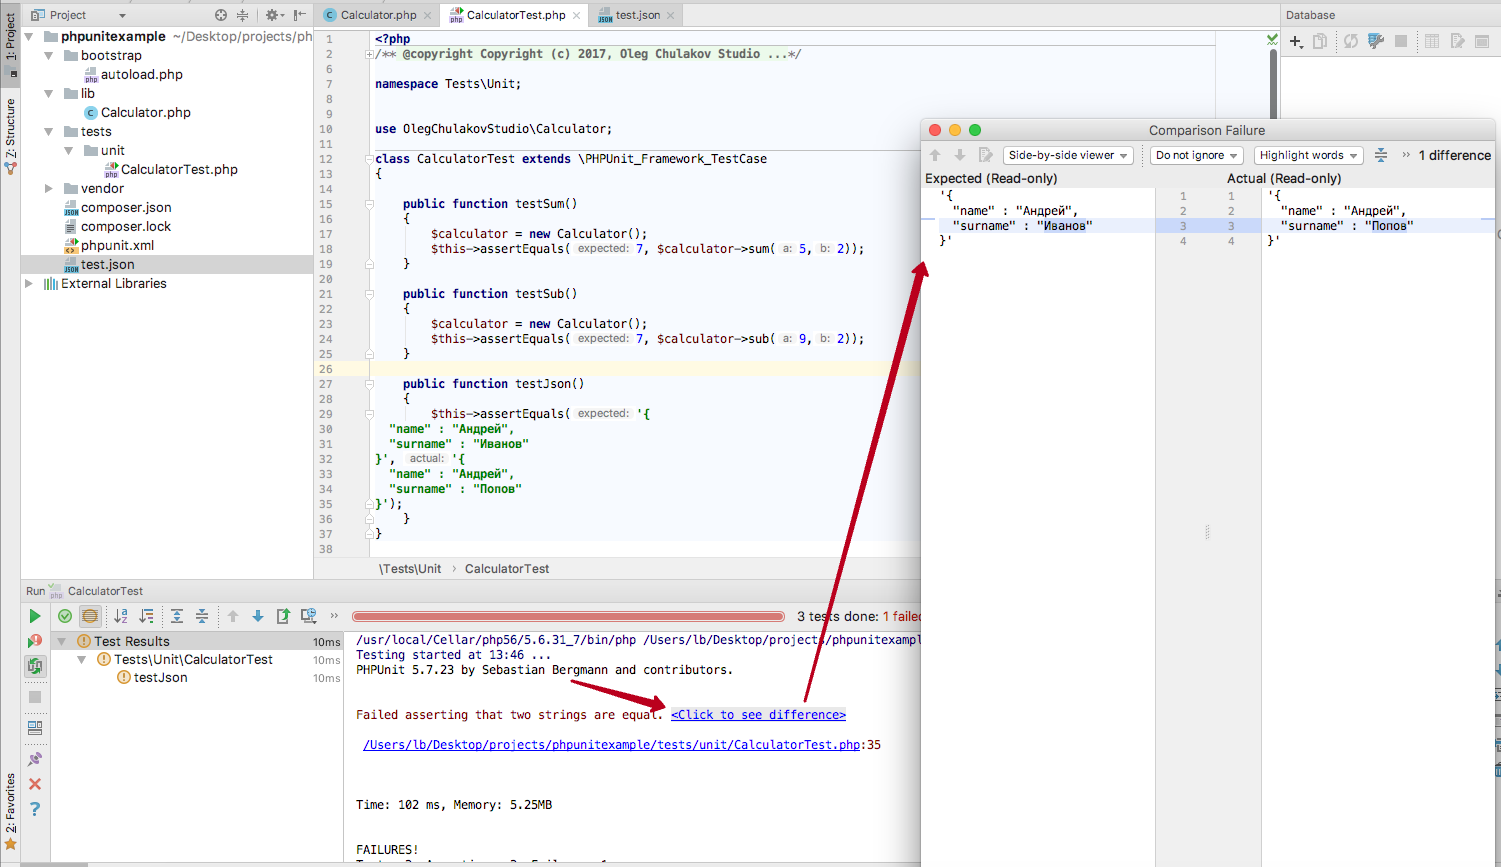 Project
Calculator.php
CalculatorTest.php
test.json
Database
1: Project
7: Structure
2: Favorites
phpunitexample ~/Desktop/projects/ph
bootstrap
autoload.php
lib
Calculator.php
tests
unit
CalculatorTest.php
vendor
composer.json
composer.lock
phpunit.xml
test.json
External Libraries
1 <?php
2 /** @copyright Copyright (c) 2017, Oleg Chulakov Studio ...*/
6
7 namespace Tests\Unit;
8
9
10 use OlegChulakovStudio\Calculator;
11
12 class CalculatorTest extends \PHPUnit_Framework_TestCase
13 {
14
15 public function testSum()
16 {
17 $calculator = new Calculator();
18 $this->assertEquals( expected: 7, $calculator->sum( a: 5, b: 2));
19 }
20
21 public function testSub()
22 {
23 $calculator = new Calculator();
24 $this->assertEquals( expected: 7, $calculator->sub( a: 9, b: 2));
25 }
26
27 public function testJson()
28 {
29 $this->assertEquals( expected: '{
30 "name" : "Андрей",
31 "surname" : "Иванов"
32 }', actual: '{
33 "name" : "Андрей",
34 "surname" : "Попов"
35 }');
36 }
37 }
38
\Tests\Unit › CalculatorTest
Comparison Failure
Side-by-side viewer
Do not ignore
Highlight words
» 1 difference
Expected (Read-only)
Actual (Read-only)
'{ 1 1 '{
"name" : "Андрей", 2 2 "name" : "Андрей",
"surname" : "Иванов" 3 3 "surname" : "Попов"
}' 4 4 }'
Run CalculatorTest
» 3 tests done: 1 failed
Test Results 10ms
Tests\Unit\CalculatorTest 10ms
testJson 10ms
/usr/local/Cellar/php56/5.6.31_7/bin/php /Users/lb/Desktop/projects/phpunitexample
Testing started at 13:46 ...
PHPUnit 5.7.23 by Sebastian Bergmann and contributors.
Failed asserting that two strings are equal. <Click to see difference>
/Users/lb/Desktop/projects/phpunitexample/tests/unit/CalculatorTest.php:35
Time: 102 ms, Memory: 5.25MB
FAILURES!